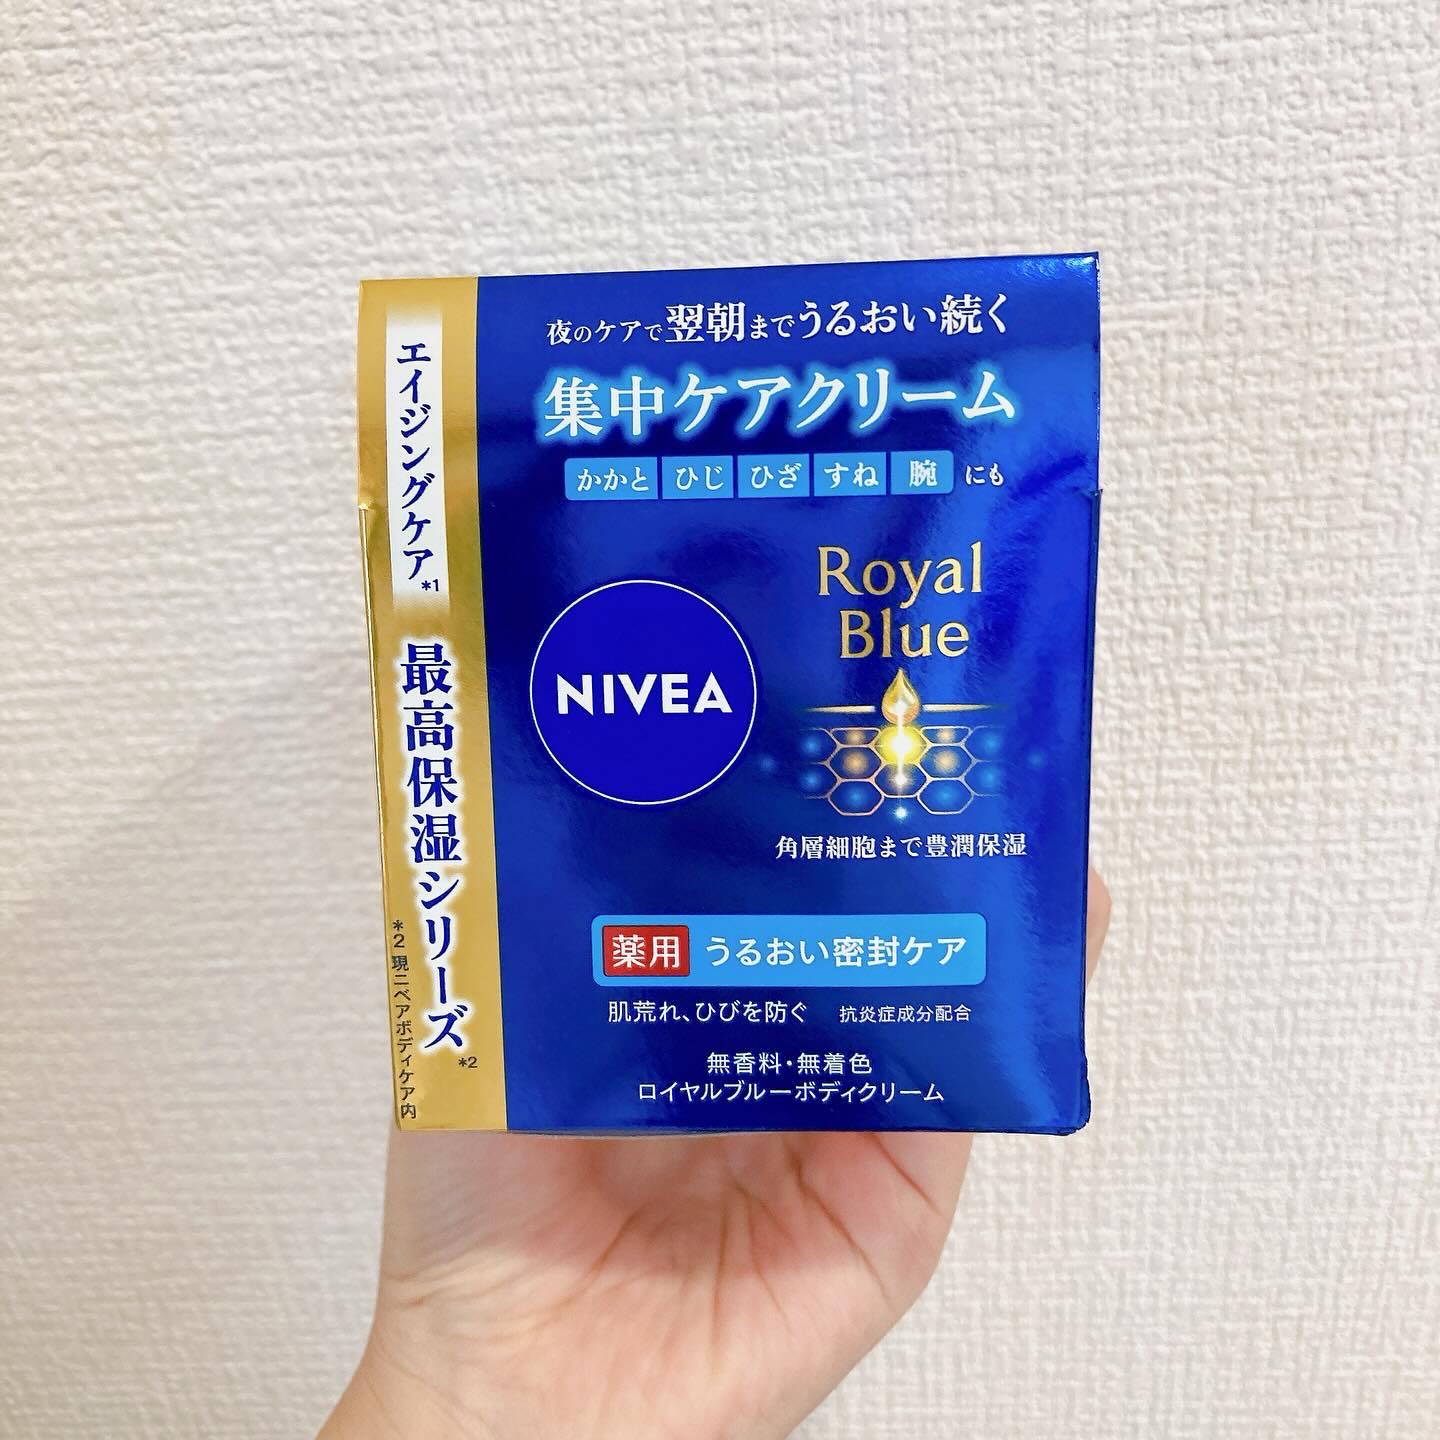 エイジングケア*1
最高保湿シリーズ*2
*2 現ニベアボディケア内
夜のケアで翌朝までうるおい続く
集中ケアクリーム
かかと ひじ ひざ すね 腕 にも
Royal
Blue
NIVEA
角層細胞まで豊潤保湿
薬用 うるおい密封ケア
肌荒れ、ひびを防ぐ 抗炎症成分配合
無香料・無着色
ロイヤルブルーボディクリーム